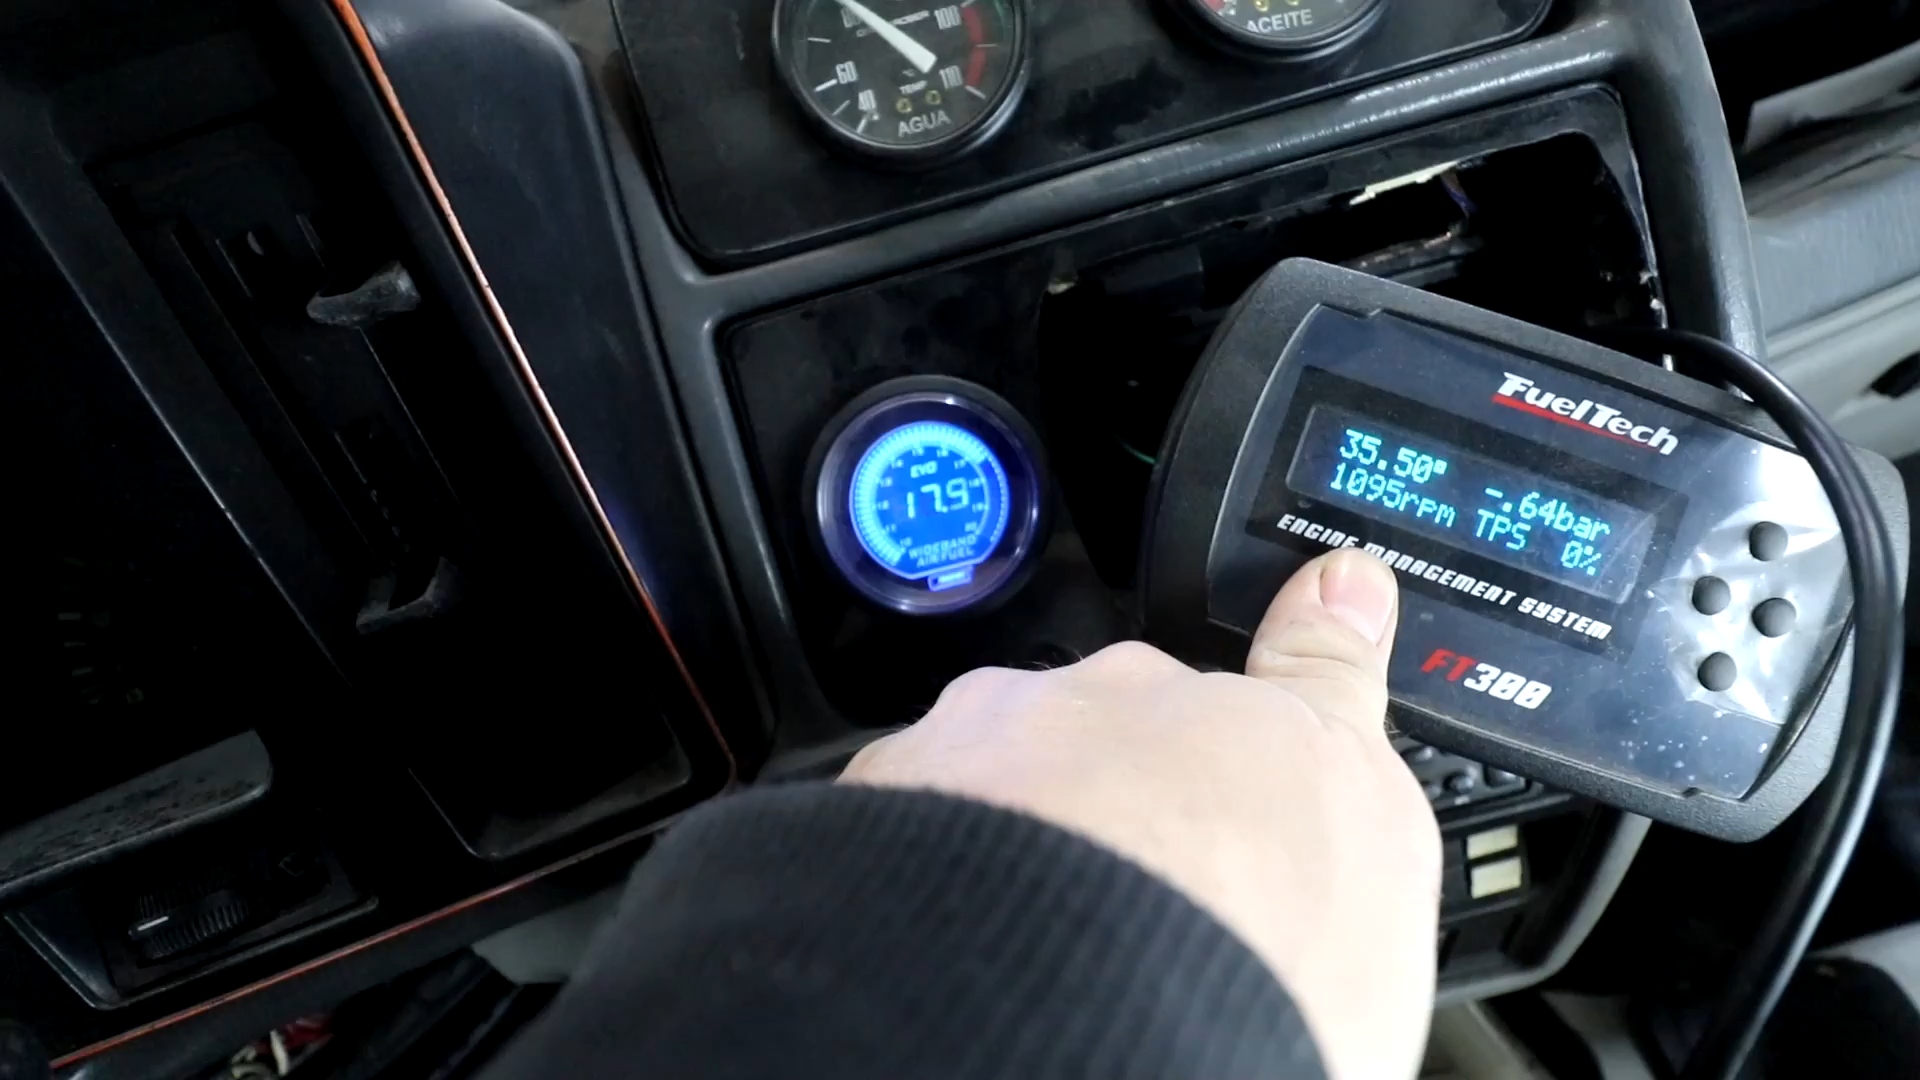 100
60
110
40
°C
TEMP
AGUA
ACEITE
EVO
17.9
WIDEBAND
AIR/FUEL
FuelTech
35.50° -.64bar
1095rpm TPS 0%
ENGINE MANAGEMENT SYSTEM
FT300